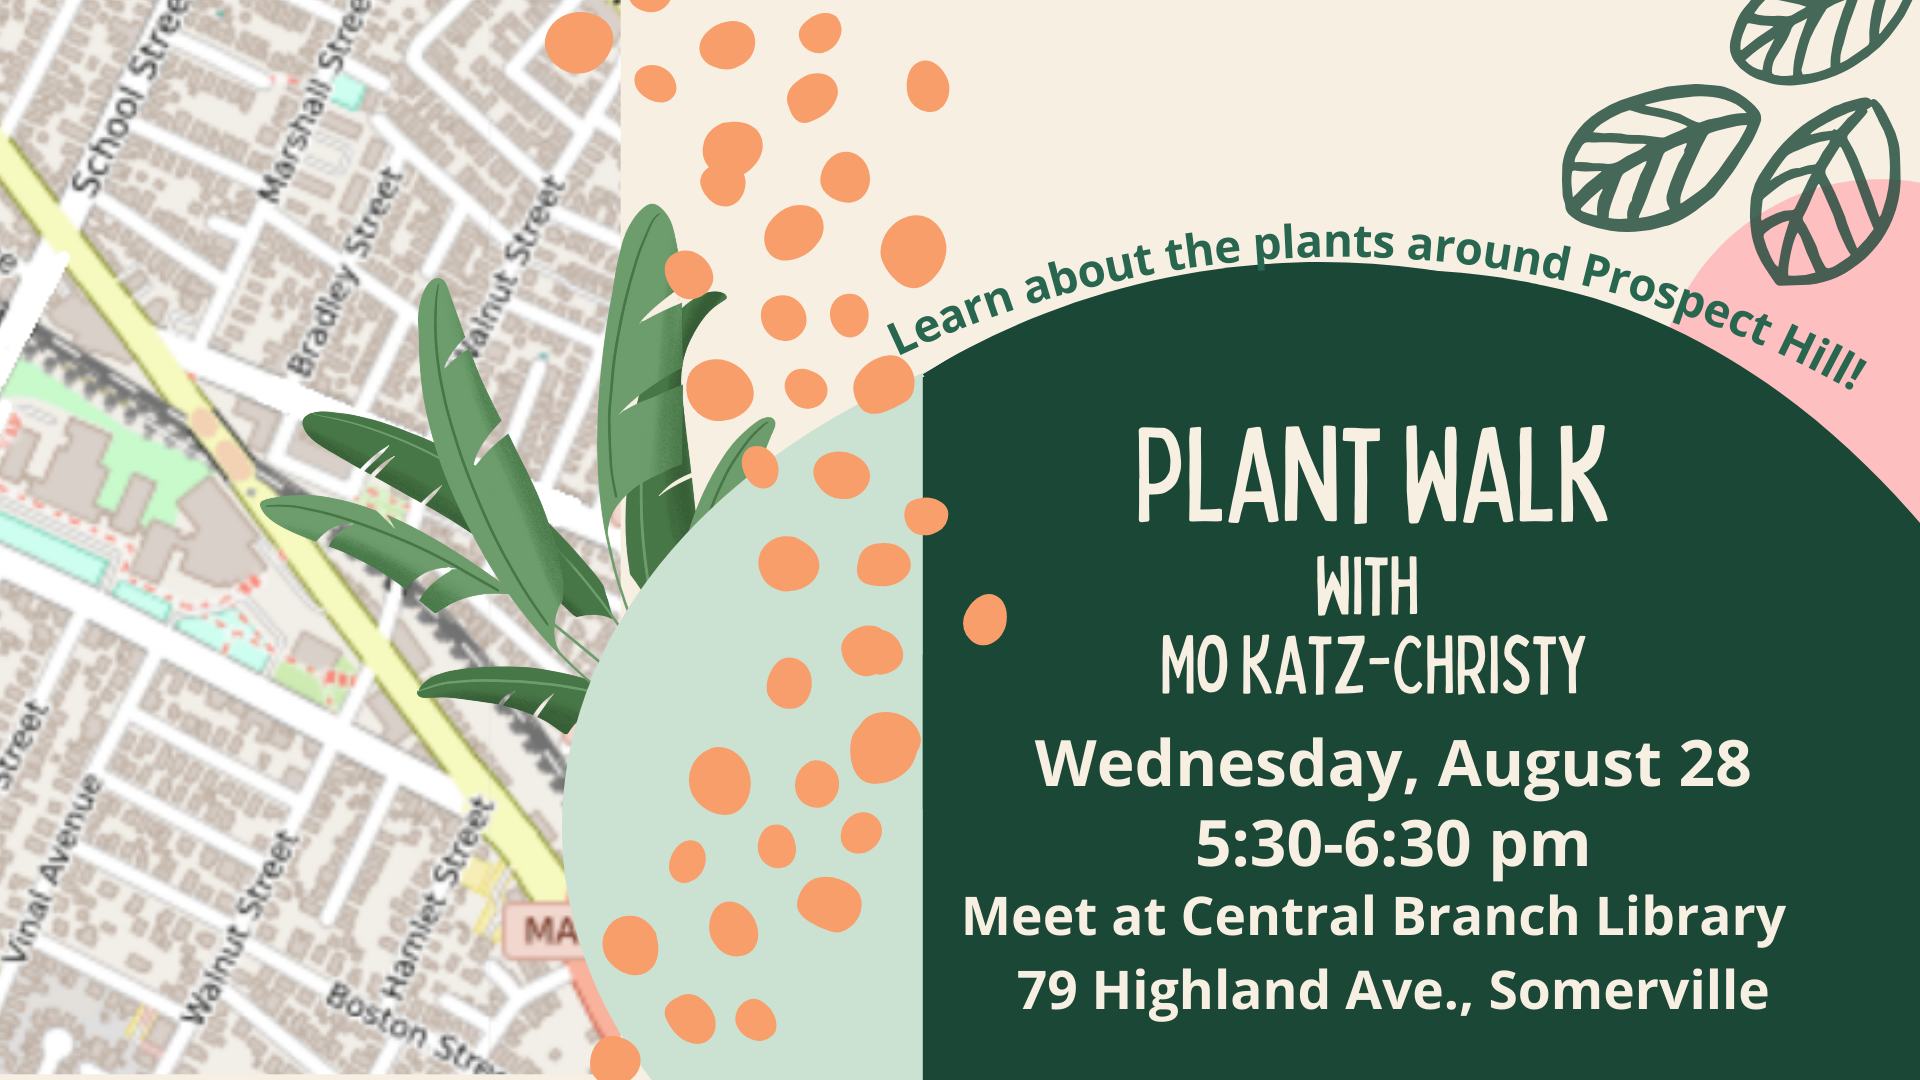 School Street
Marshall Street
Bradley Street
Walnut Street
Learn about the plants around Prospect Hill!
PLANT WALK
WITH
MO KATZ-CHRISTY
Wednesday, August 28
5:30-6:30 pm
Meet at Central Branch Library
79 Highland Ave., Somerville
Street
Vinal Avenue
Walnut Street
Hamlet Street
Boston Stre
MA